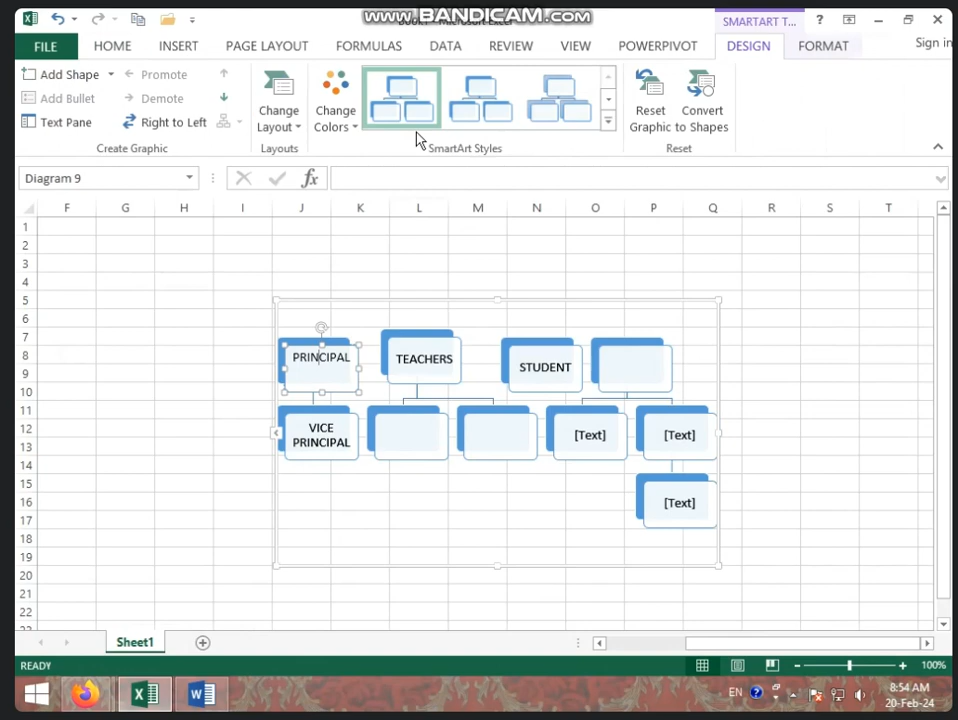 www.BANDICAM.com
SMARTART T...
FILE HOME INSERT PAGE LAYOUT FORMULAS DATA REVIEW VIEW POWERPIVOT DESIGN FORMAT Sign in
Add Shape Promote
Add Bullet Demote
Text Pane Right to Left
Create Graphic
Change Layout
Layouts
Change Colors
SmartArt Styles
Reset Graphic
Convert to Shapes
Reset
Diagram 9
fx
F G H I J K L M N O P Q R S T
1
2
3
4
5
6
7
8
9
10
11
12
13
14
15
16
17
18
19
20
21
22
PRINCIPAL
TEACHERS
STUDENT
VICE
PRINCIPAL
[Text]
[Text]
[Text]
Sheet1
READY
100%
EN
8:54 AM
20-Feb-24